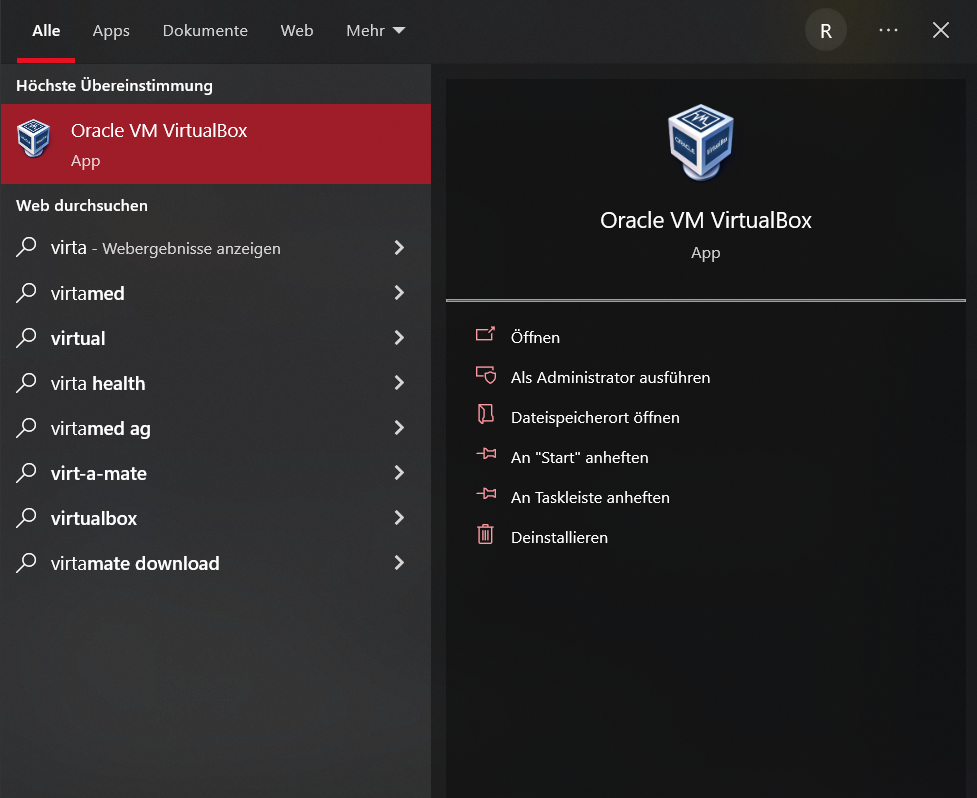 Alle Apps Dokumente Web Mehr R
Höchste Übereinstimmung
Oracle VM VirtualBox
App
Web durchsuchen
virta - Webergebnisse anzeigen
virtamed
virtual
virta health
virtamed ag
virt-a-mate
virtualbox
virtamate download
ORACLE VirtualBox
Oracle VM VirtualBox
App
Öffnen
Als Administrator ausführen
Dateispeicherort öffnen
An "Start" anheften
An Taskleiste anheften
Deinstallieren